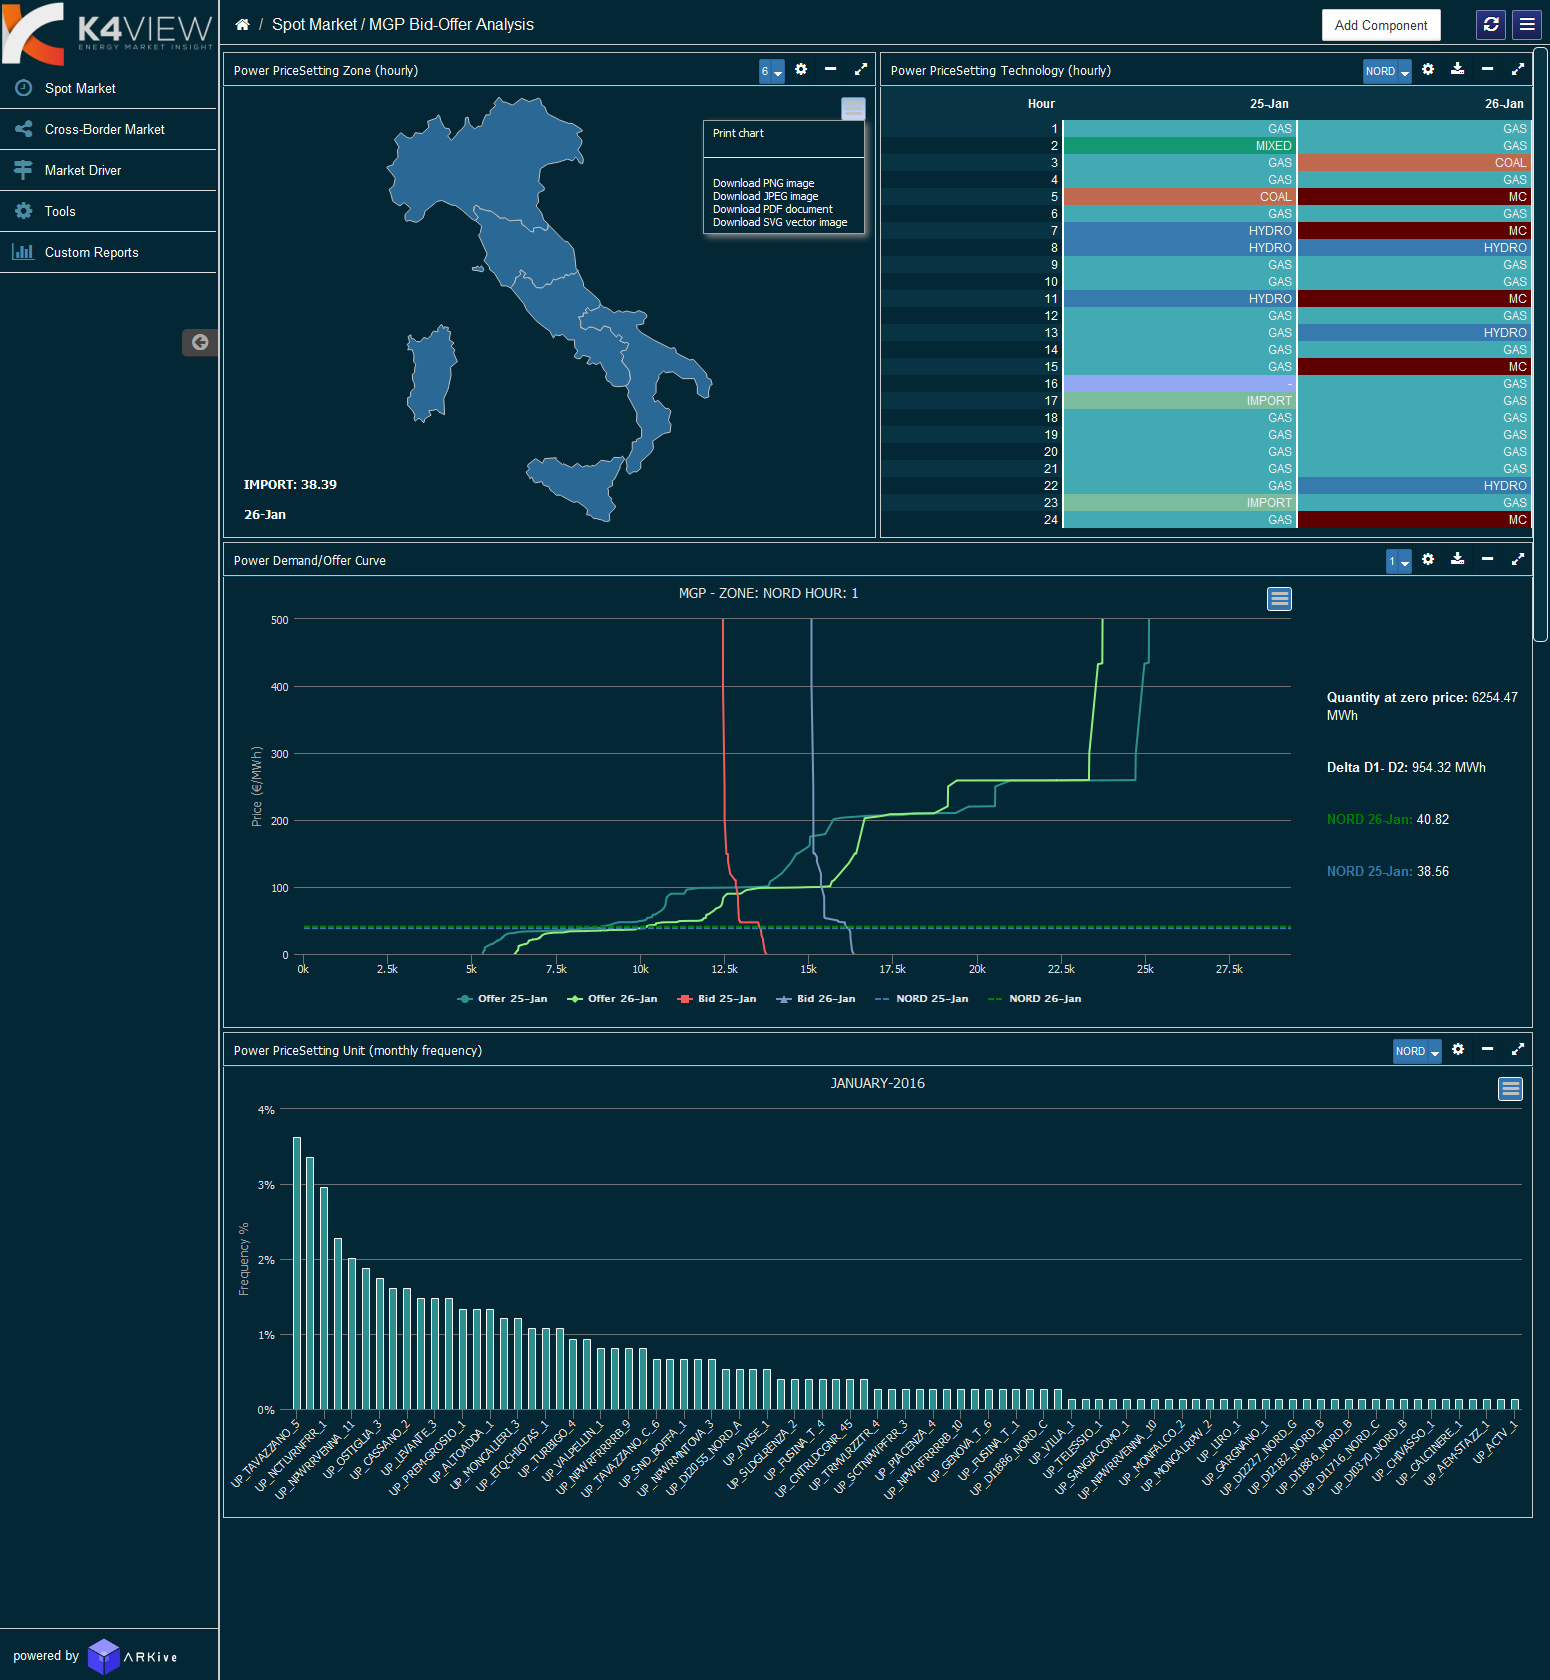 K4VIEW
ENERGY MARKET INSIGHT
/ Spot Market / MGP Bid-Offer Analysis
Add Component
Spot Market
Cross-Border Market
Market Driver
Tools
Custom Reports
Power PriceSetting Zone (hourly)
6
Print chart
Download PNG image
Download JPEG image
Download PDF document
Download SVG vector image
IMPORT: 38.39
26-Jan
Power PriceSetting Technology (hourly)
NORD
Hour 25-Jan 26-Jan
1 GAS GAS
2 MIXED GAS
3 GAS COAL
4 GAS GAS
5 COAL MC
6 GAS GAS
7 HYDRO MC
8 HYDRO HYDRO
9 GAS GAS
10 GAS GAS
11 HYDRO MC
12 GAS GAS
13 GAS HYDRO
14 GAS GAS
15 GAS MC
16 - GAS
17 IMPORT GAS
18 GAS GAS
19 GAS GAS
20 GAS GAS
21 GAS GAS
22 GAS HYDRO
23 IMPORT GAS
24 GAS MC
Power Demand/Offer Curve
1
MGP - ZONE: NORD HOUR: 1
Price (€/MWh)
500
400
300
200
100
0
0k 2.5k 5k 7.5k 10k 12.5k 15k 17.5k 20k 22.5k 25k 27.5k
Offer 25-Jan Offer 26-Jan Bid 25-Jan Bid 26-Jan NORD 25-Jan NORD 26-Jan
Quantity at zero price: 6254.47
MWh
Delta D1- D2: 954.32 MWh
NORD 26-Jan: 40.82
NORD 25-Jan: 38.56
Power PriceSetting Unit (monthly frequency)
NORD
JANUARY-2016
Frequency %
4%
3%
2%
1%
0%
UP_TAVAZZANO_5
UP_NCTLVRNFRR_1
UP_NPWRRVENNA_11
UP_OSTIGLIA_3
UP_CASSANO_2
UP_LEVANTE_3
UP_PREMGROSIO_1
UP_ALTOADDA_1
UP_MONCALIERI_3
UP_ETQCHIOTAS_1
UP_TURBIGO_4
UP_VALPELLIN_1
UP_NPWRFRRRRB_9
UP_TAVAZZANO_C_6
UP_SND_BOFFA_1
UP_NPWRMNTOVA_3
UP_DI2055_NORD_A
UP_AVISE_1
UP_SLDGLRENZA_2
UP_FUSINA_T_4
UP_CNTRLDCGNR_45
UP_TRMVLRZZTR_4
UP_SCTNPWPFRR_3
UP_PIACENZA_4
UP_NPWRFRRRRB_10
UP_GENOVA_T_6
UP_FUSINA_T_1
UP_DI1886_NORD_C
UP_VILLA_1
UP_TELESSIO_1
UP_SANGIACOMO_1
UP_NPWRRVENNA_10
UP_MONFALCO_2
UP_MONCALRPW_2
UP_LIRO_1
UP_GARGNANO_1
UP_DI2227_NORD_G
UP_DI2182_NORD_B
UP_DI1886_NORD_B
UP_DI1716_NORD_C
UP_DI0370_NORD_B
UP_CHIVASSO_1
UP_CALCINERE_1
UP_AEMSTAZZ_1
UP_ACTV_1
powered by ARKive